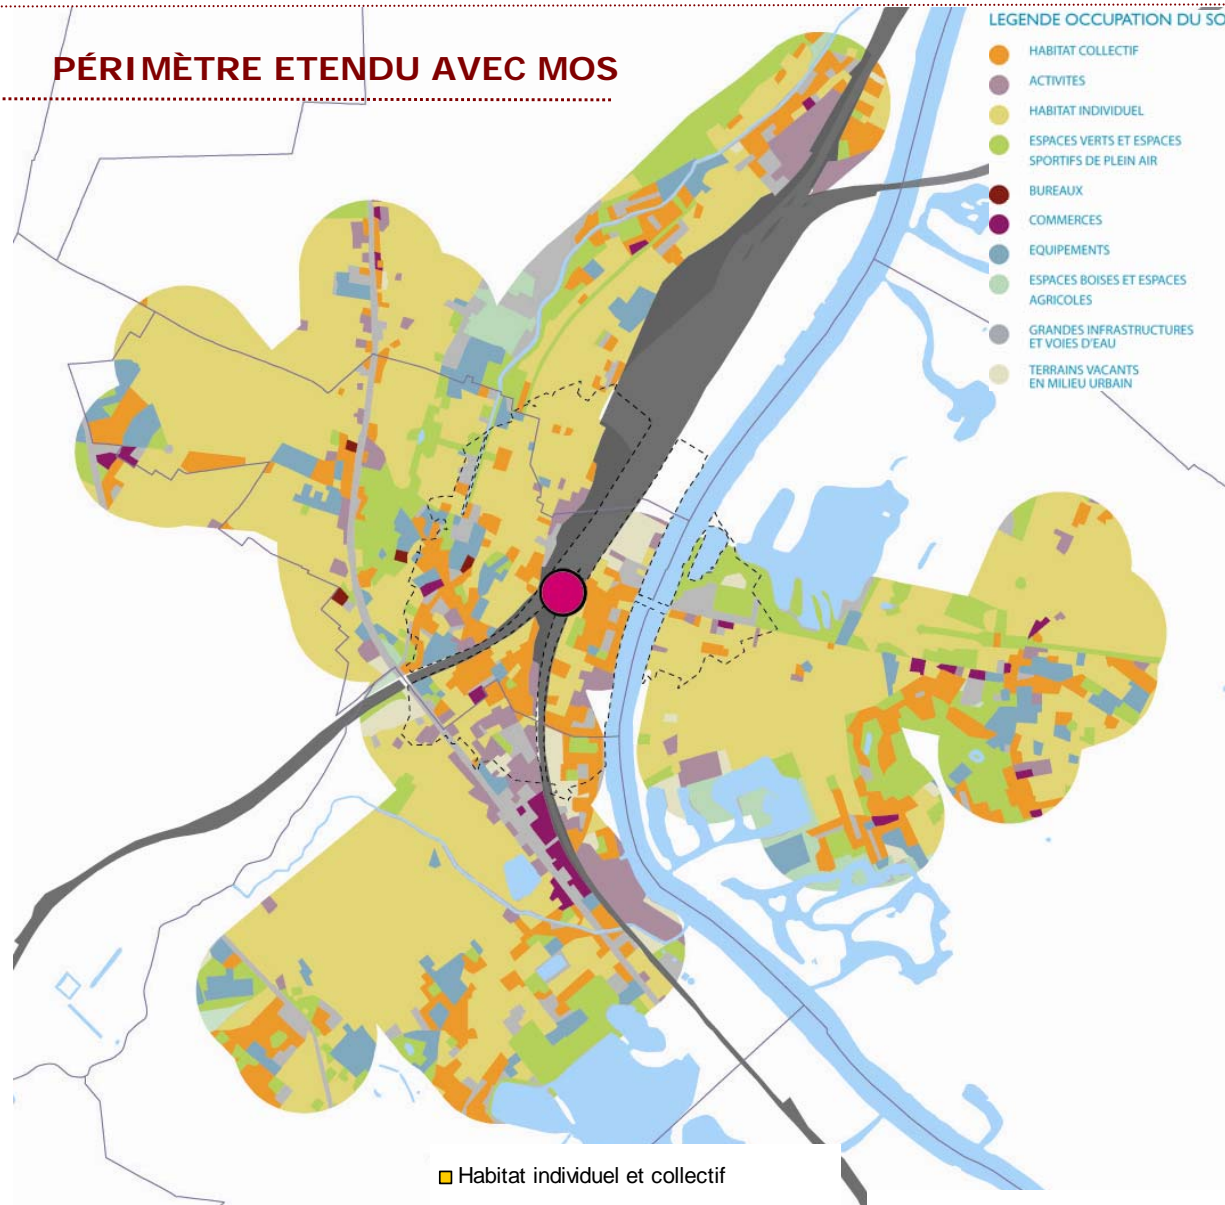 PÉRIMÈTRE ETENDU AVEC MOS
LEGENDE OCCUPATION DU SO
HABITAT COLLECTIF
ACTIVITES
HABITAT INDIVIDUEL
ESPACES VERTS ET ESPACES
SPORTIFS DE PLEIN AIR
BUREAUX
COMMERCES
EQUIPEMENTS
ESPACES BOISES ET ESPACES
AGRICOLES
GRANDES INFRASTRUCTURES
ET VOIES D'EAU
TERRAINS VACANTS
EN MILIEU URBAIN
Habitat individuel et collectif